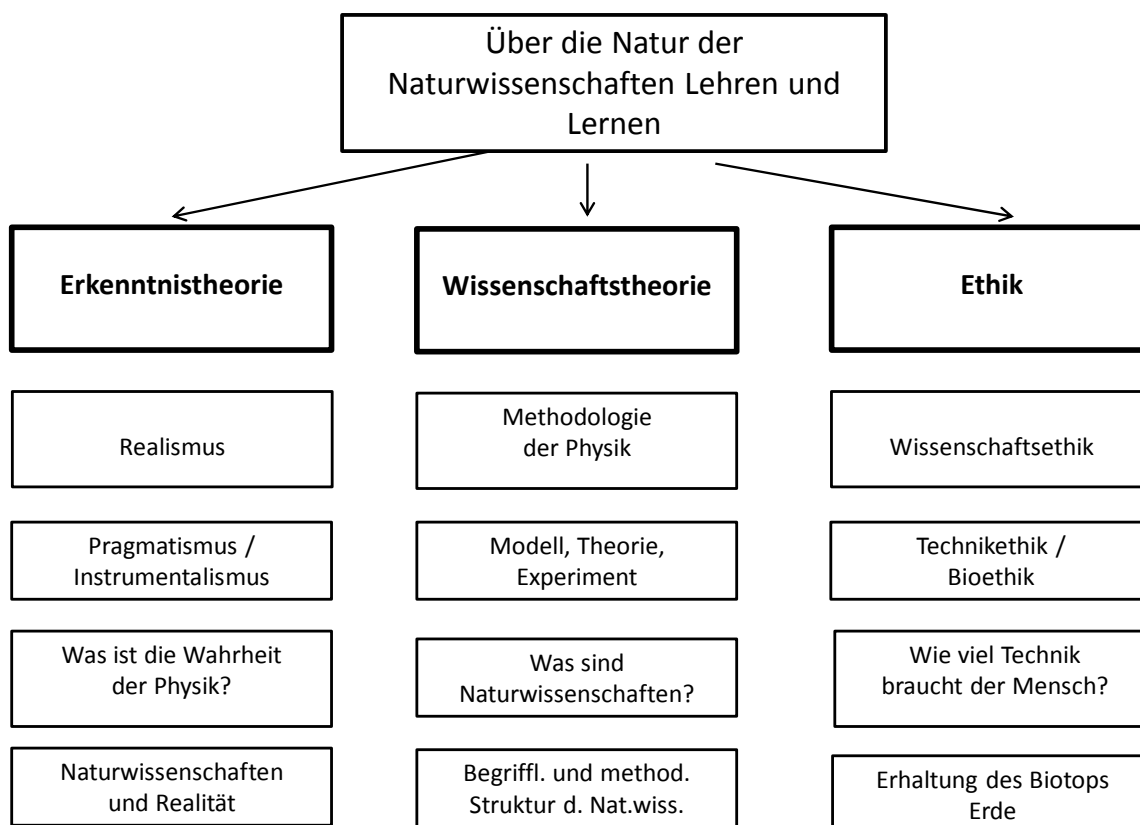 Über die Natur der
Naturwissenschaften Lehren und
Lernen
Erkenntnistheorie
Wissenschaftstheorie
Ethik
Realismus
Methodologie
der Physik
Wissenschaftsethik
Pragmatismus /
Instrumentalismus
Modell, Theorie,
Experiment
Technikethik /
Bioethik
Was ist die Wahrheit
der Physik?
Was sind
Naturwissenschaften?
Wie viel Technik
braucht der Mensch?
Naturwissenschaften
und Realität
Begriffl. und method.
Struktur d. Nat.wiss.
Erhaltung des Biotops
Erde